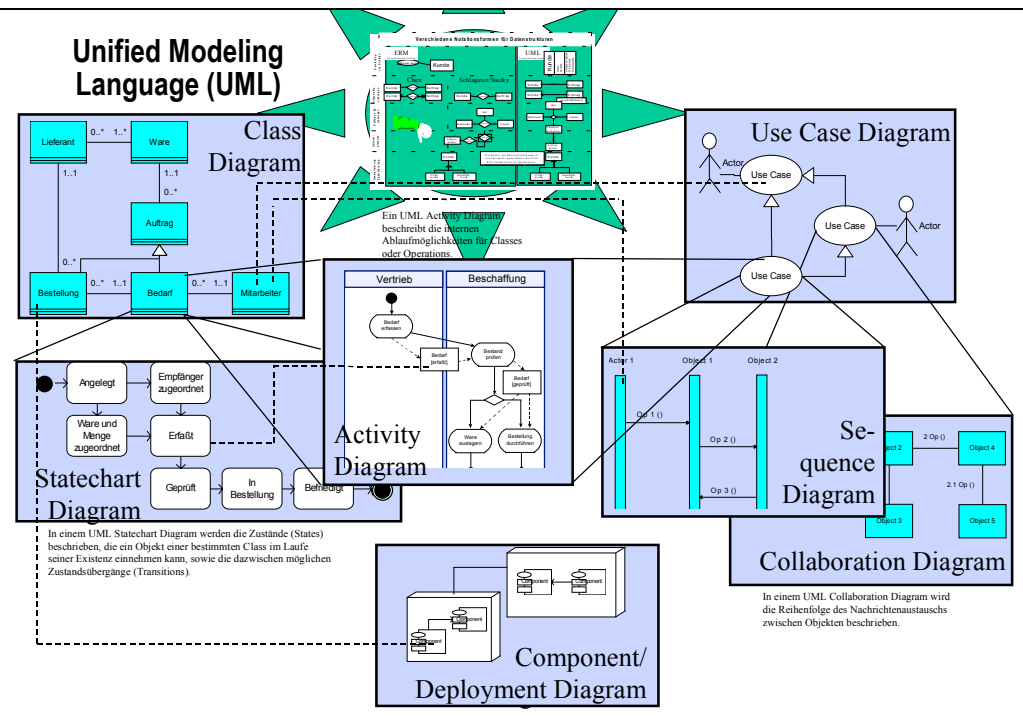 Unified Modeling
Language (UML)
Verschiedene Notationsformen für Datenstrukturen
ERM
UML
Kunde
Kunde
Chen
Schlageter/Stucky
Class
Diagram
Lieferant
0..*
1..*
Ware
1..1
1..1
0..*
Auftrag
0..*
Bestellung
0..*
1..1
Bedarf
0..*
1..1
Mitarbeiter
Use Case Diagram
Actor
Use Case
Use Case
Actor
Use Case
Ein UML Activity Diagram
beschreibt die internen
Ablaufmöglichkeiten für Classes
oder Operations.
Vertrieb
Beschaffung
Bedarf
erfassen
Bedarf
[erfaßt]
Bestand
prüfen
Bedarf
[geprüft]
Ware
auslagern
Bestellung
durchführen
Activity
Diagram
Angelegt
Empfänger
zugeordnet
Ware und
Menge
zugeordnet
Erfaßt
Geprüft
In
Bestellung
Befriedigt
Statechart
Diagram
In einem UML Statechart Diagram werden die Zustände (States)
beschrieben, die ein Objekt einer bestimmten Class im Laufe
seiner Existenz einnehmen kann, sowie die dazwischen möglichen
Zustandsübergänge (Transitions).
Actor 1
Object 1
Object 2
Op 1 ()
Op 2 ()
Op 3 ()
Se-
quence
Diagram
Object 2
2 Op ()
Object 4
2.1 Op ()
Object 3
Object 5
Collaboration Diagram
In einem UML Collaboration Diagram wird
die Reihenfolge des Nachrichtenaustauschs
zwischen Objekten beschrieben.
Component
Component
Component
Component
Component/
Deployment Diagram